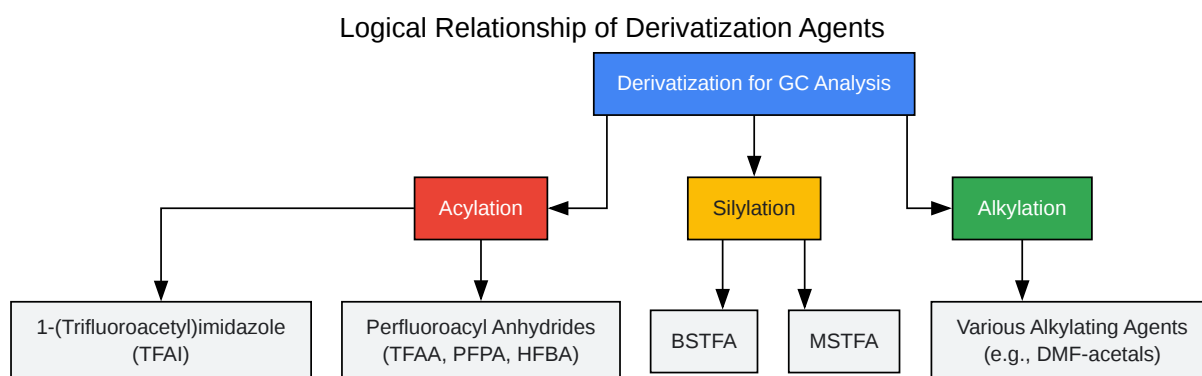 Logical Relationship of Derivatization Agents
Derivatization for GC Analysis
Acylation
Silylation
Alkylation
1-(Trifluoroacetyl)imidazole
(TFAI)
Perfluoroacyl Anhydrides
(TFAA, PFPA, HFBA)
BSTFA
MSTFA
Various Alkylating Agents
(e.g., DMF-acetals)